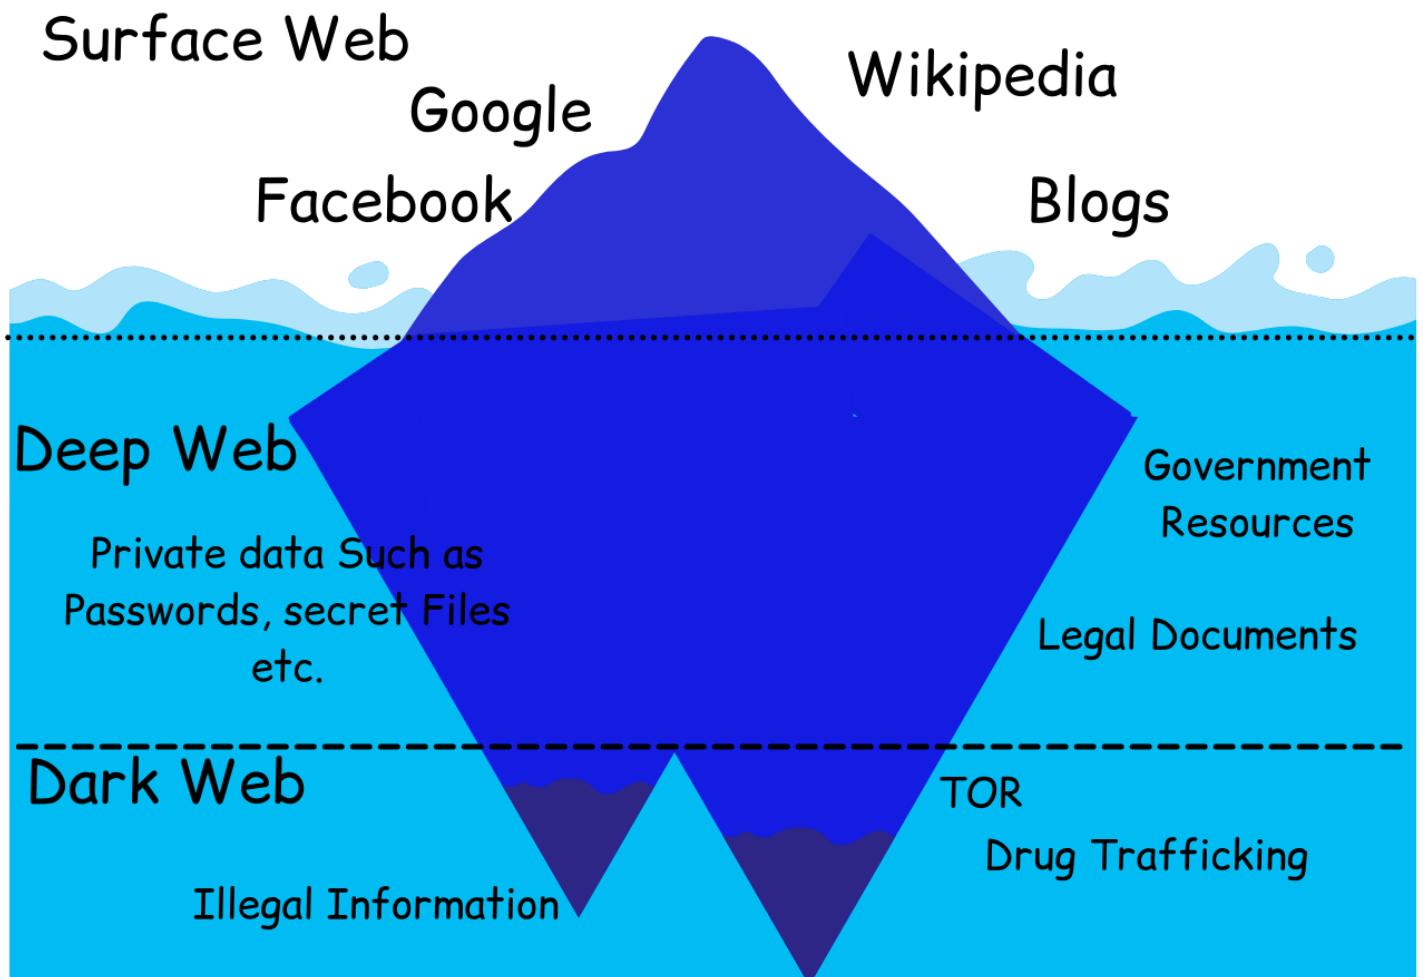 Surface Web
Google
Wikipedia
Facebook
Blogs
Deep Web
Private data Such as
Passwords, secret Files
etc.
Government
Resources
Legal Documents
Dark Web
TOR
Drug Trafficking
Illegal Information